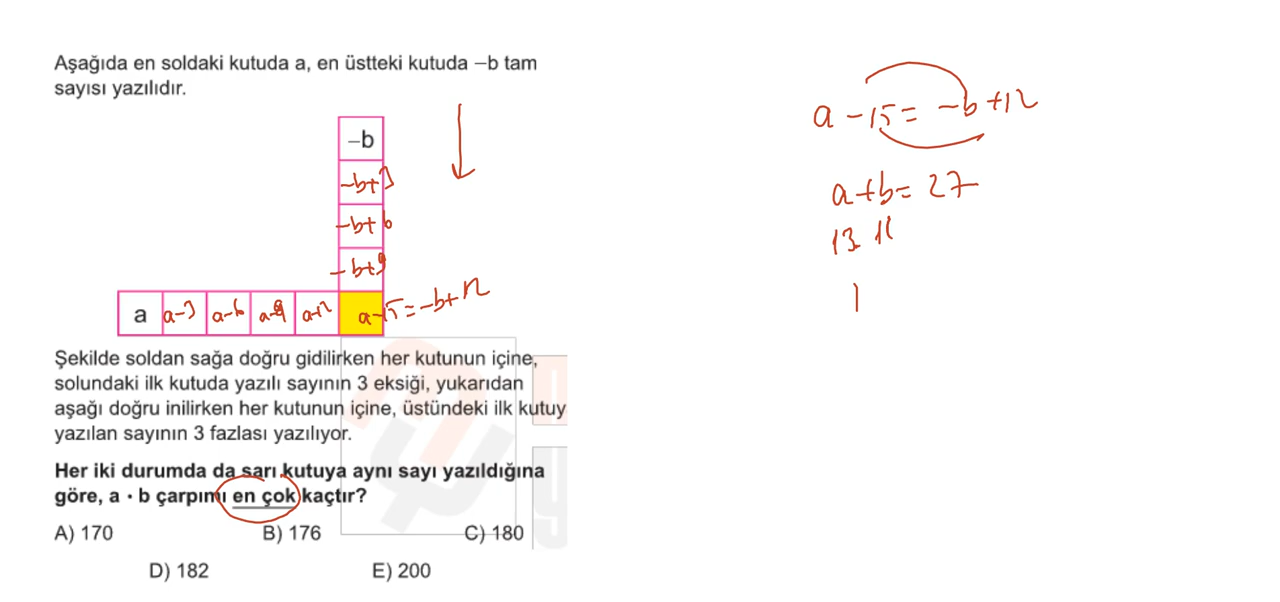 Aşağıda en soldaki kutuda a, en üstteki kutuda –b tam
sayısı yazılıdır.
a – 15 = –b + 12
a + b = 27
13 11
1
–b
–b+3
–b+6
–b+9
a a–3 a–6 a–9 a–12 a–15 = –b+12
Şekilde soldan sağa doğru gidilirken her kutunun içine,
solundaki ilk kutuda yazılı sayının 3 eksiği, yukarıdan
aşağı doğru inilirken her kutunun içine, üstündeki ilk kutuy
yazılan sayının 3 fazlası yazılıyor.
Her iki durumda da sarı kutuya aynı sayı yazıldığına
göre, a · b çarpımı en çok kaçtır?
A) 170 B) 176 C) 180
D) 182 E) 200